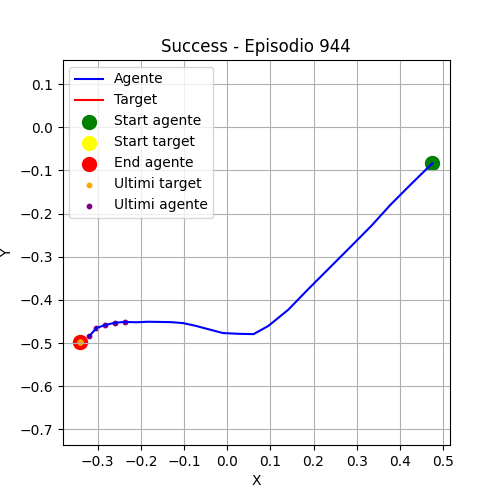 Success - Episodio 944
Agente
Target
Start agente
Start target
End agente
Ultimi target
Ultimi agente
0.1
0.0
−0.1
−0.2
−0.3
−0.4
−0.5
−0.6
−0.7
Y
−0.3 −0.2 −0.1 0.0 0.1 0.2 0.3 0.4 0.5
X